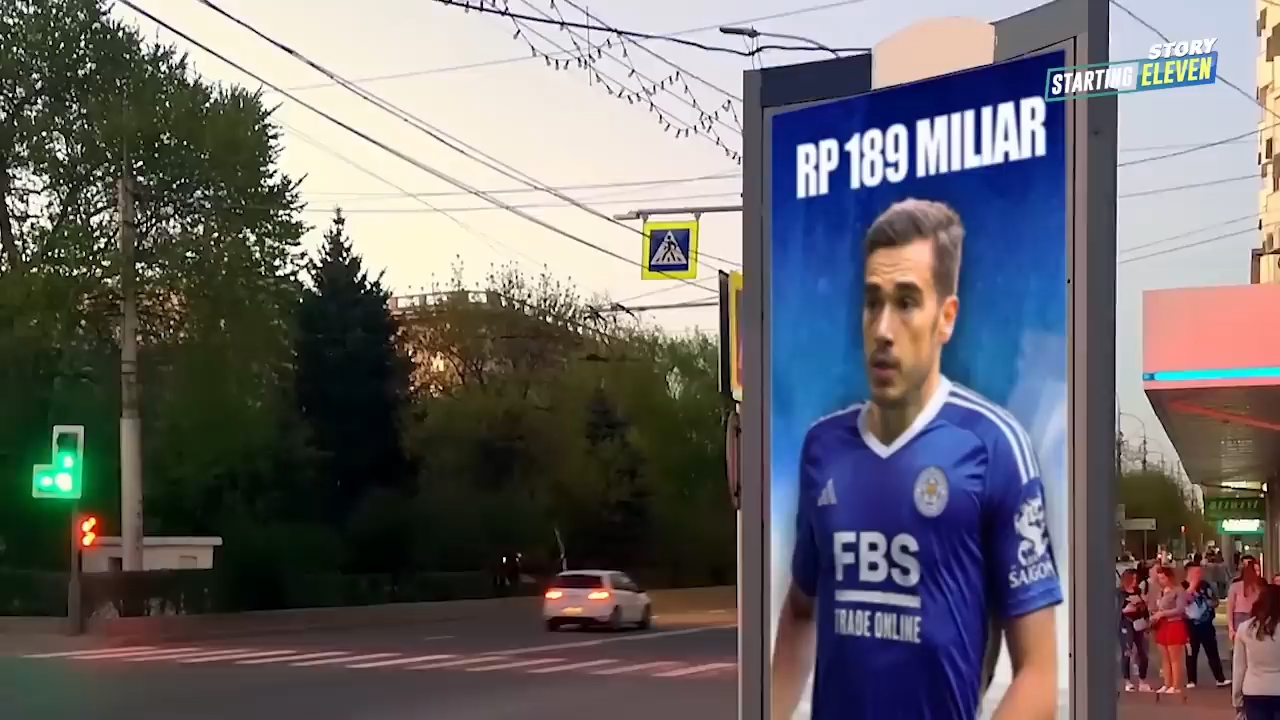 STORY
STARTING ELEVEN
RP 189 MILIAR
FBS
TRADE ONLINE
SAIGON